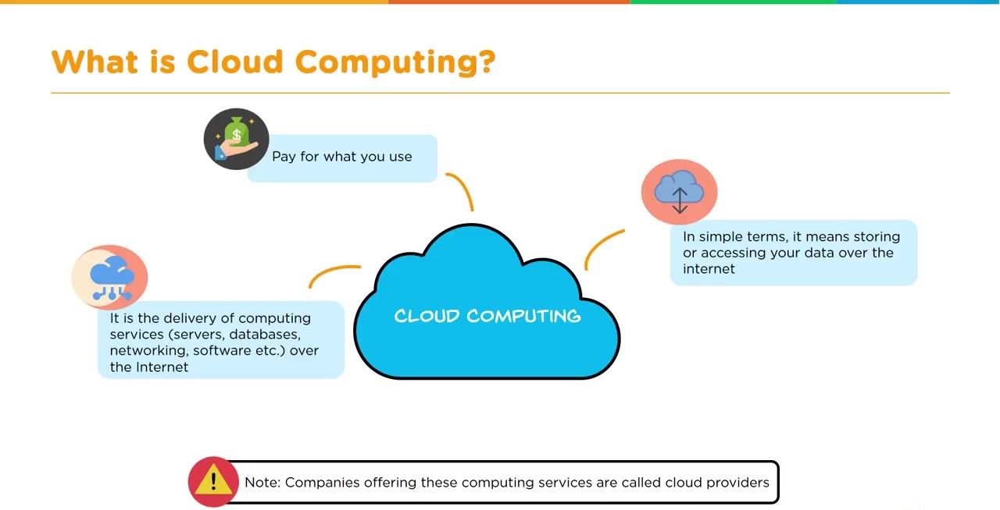 What is Cloud Computing?
$
Pay for what you use
In simple terms, it means storing
or accessing your data over the
internet
CLOUD COMPUTING
It is the delivery of computing
services (servers, databases,
networking, software etc.) over
the Internet
!
Note: Companies offering these computing services are called cloud providers